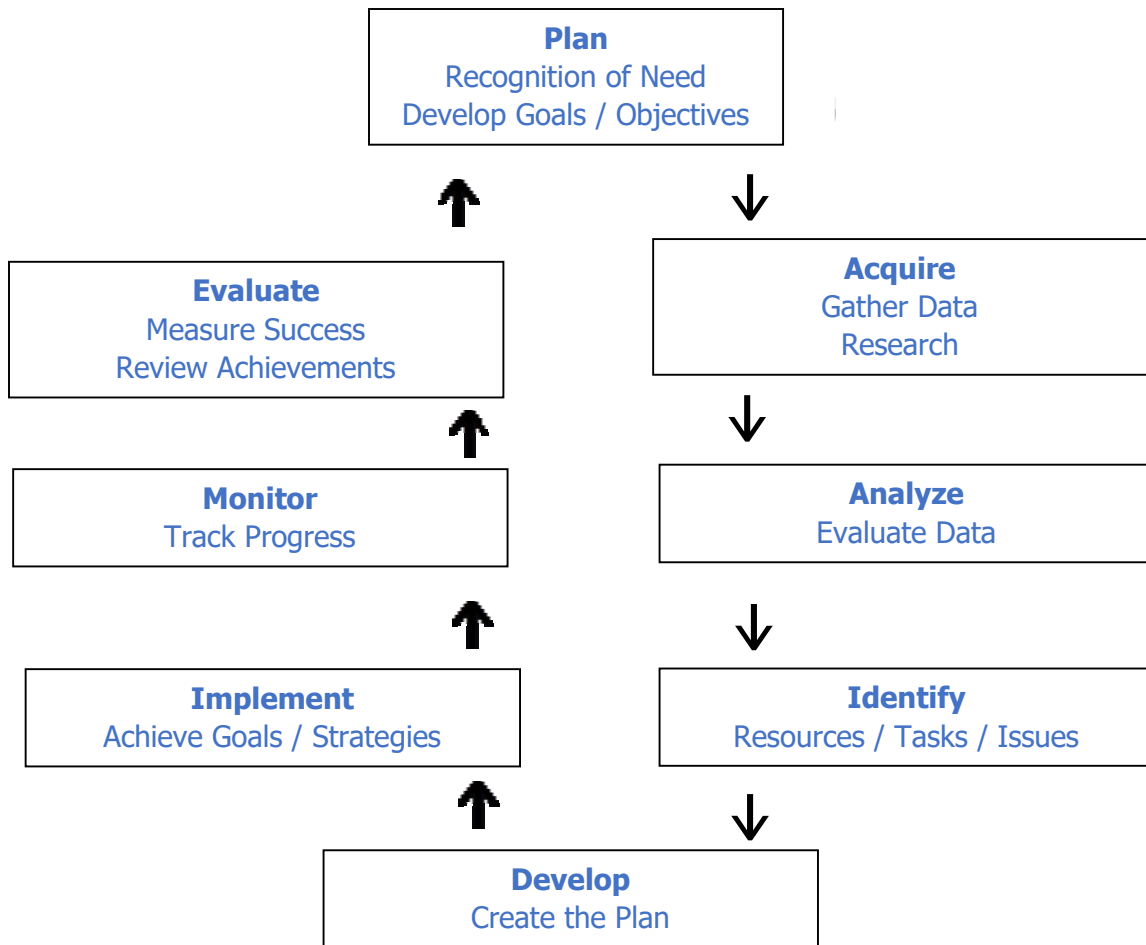 Plan
Recognition of Need
Develop Goals / Objectives
Acquire
Gather Data
Research
Evaluate
Measure Success
Review Achievements
Analyze
Evaluate Data
Monitor
Track Progress
Identify
Resources / Tasks / Issues
Implement
Achieve Goals / Strategies
Develop
Create the Plan